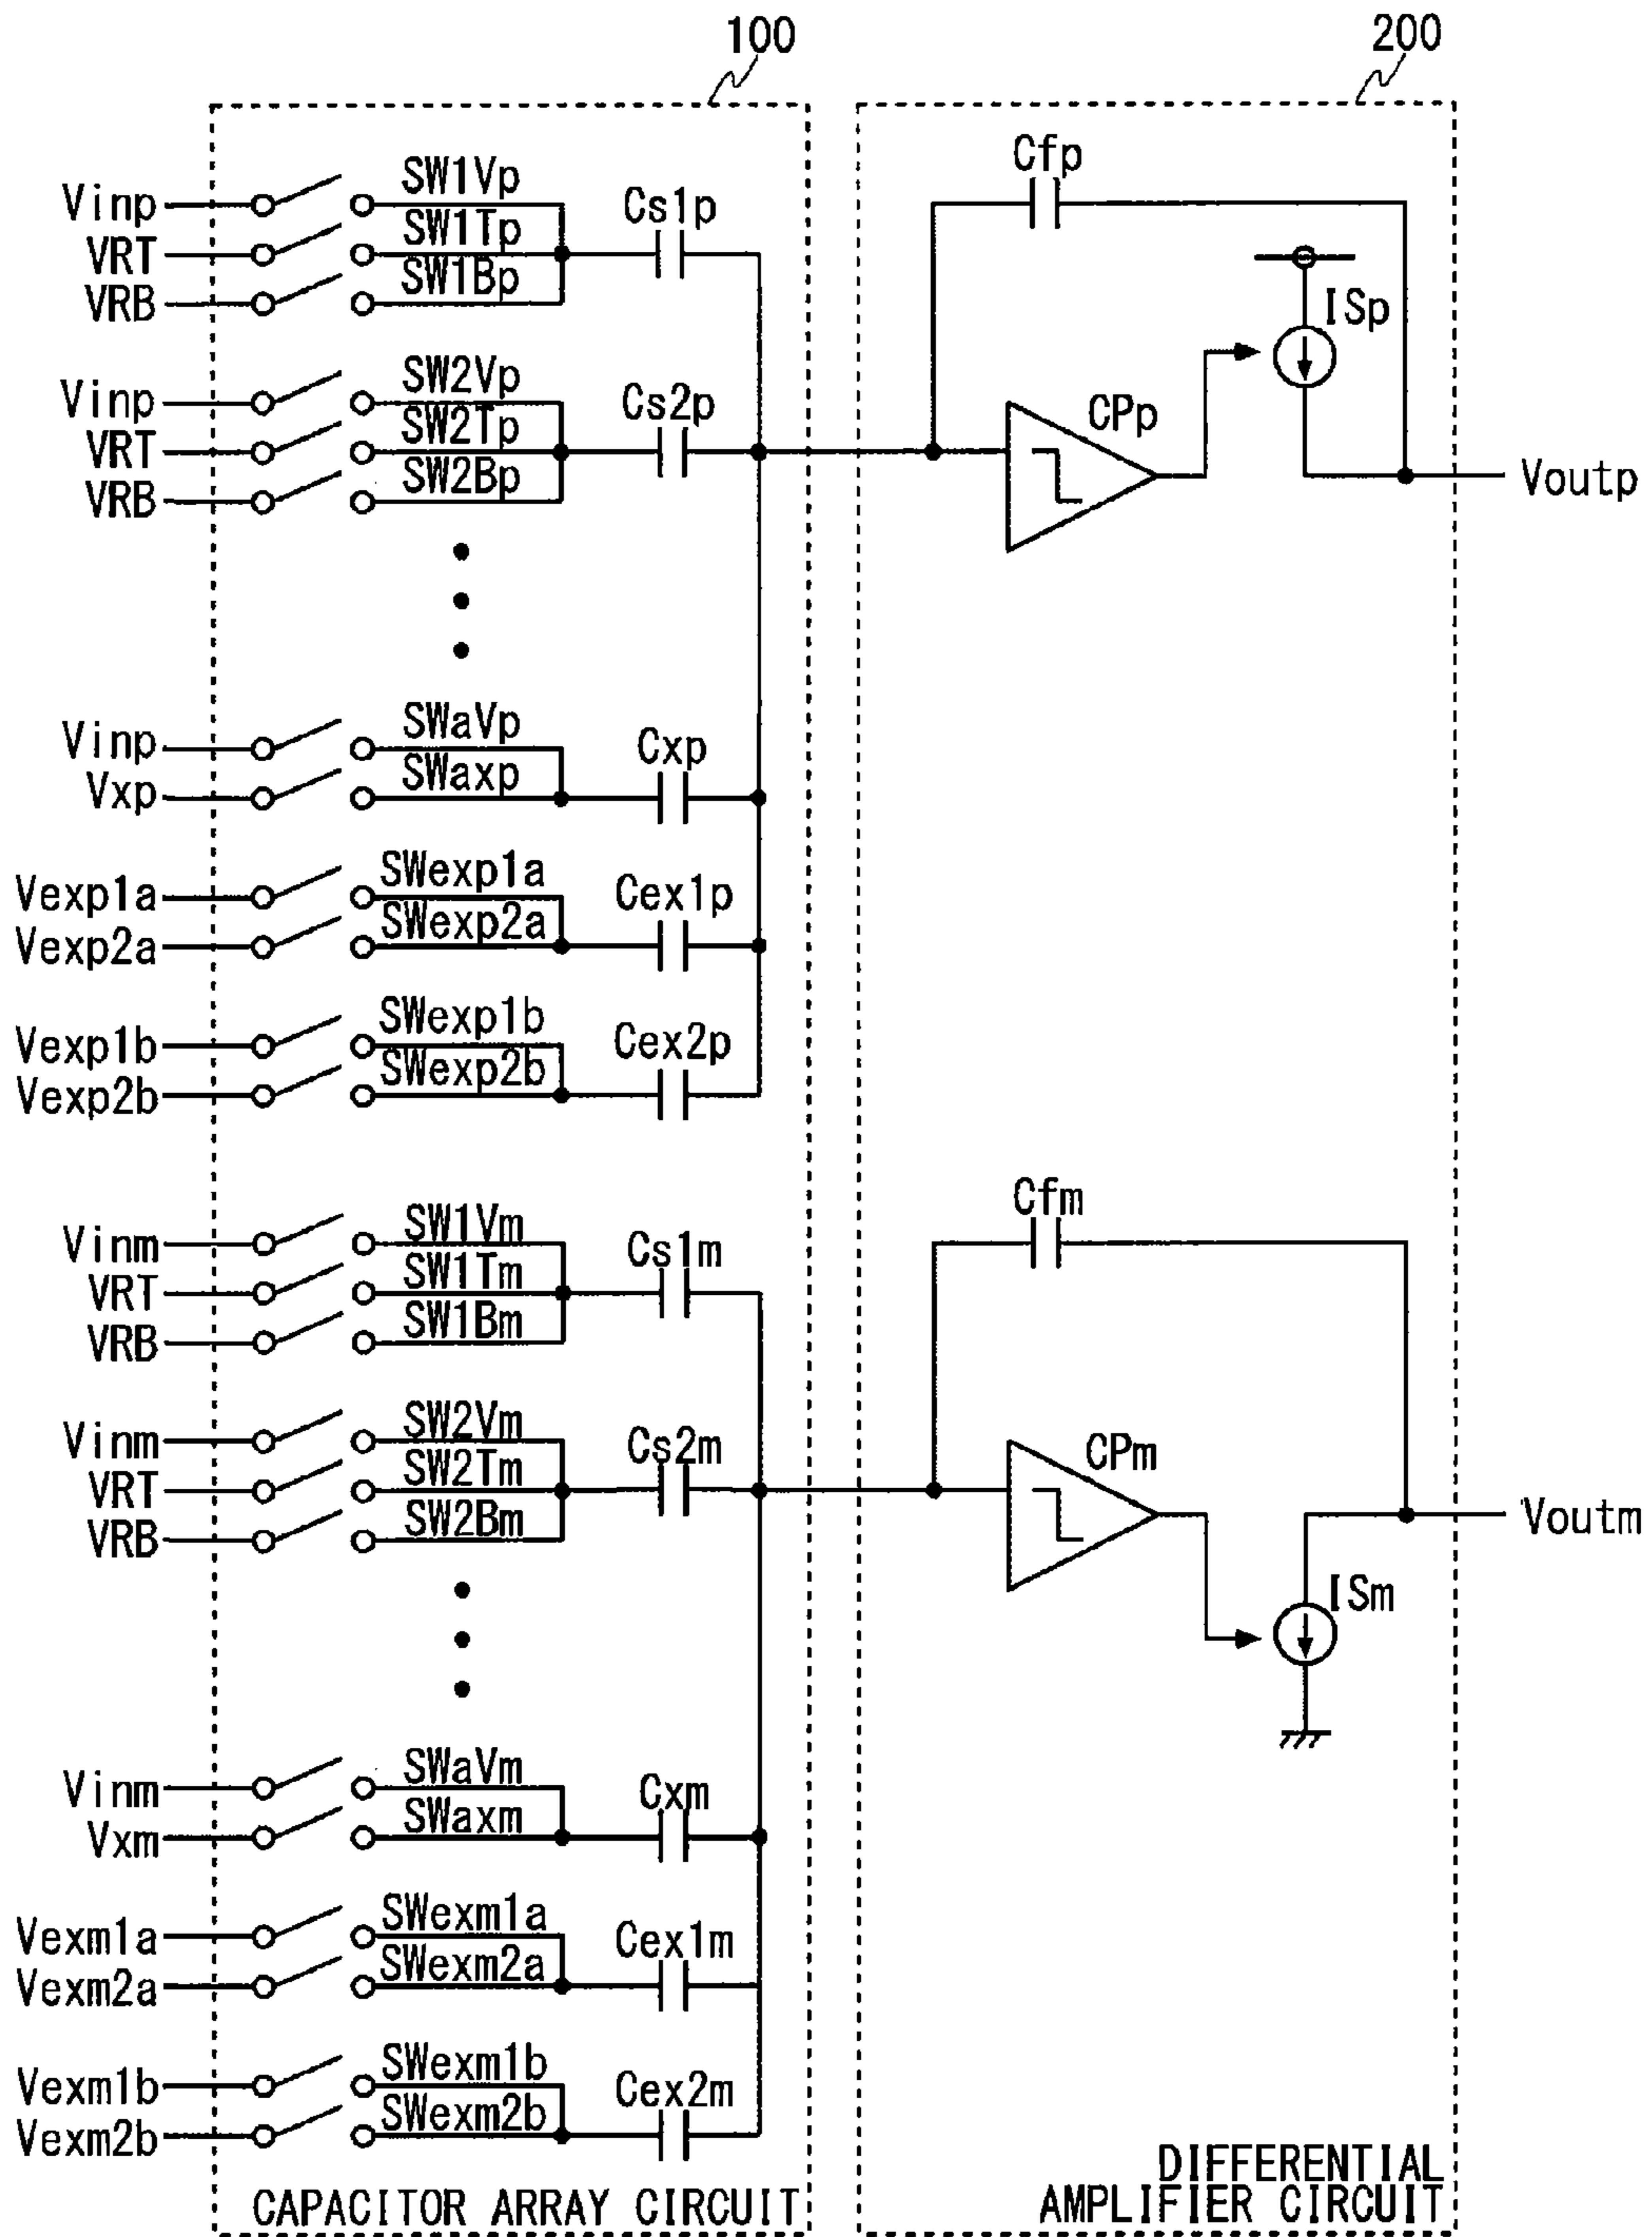 100
200
Vinp
VRT
VRB
SW1Vp
SW1Tp
SW1Bp
Cs1p
Vinp
VRT
VRB
SW2Vp
SW2Tp
SW2Bp
Cs2p
Vinp
Vxp
SWaVp
SWaxp
Cxp
Vexp1a
Vexp2a
SWexp1a
SWexp2a
Cex1p
Vexp1b
Vexp2b
SWexp1b
SWexp2b
Cex2p
Cfp
ISp
CPp
Voutp
Vinm
VRT
VRB
SW1Vm
SW1Tm
SW1Bm
Cs1m
Vinm
VRT
VRB
SW2Vm
SW2Tm
SW2Bm
Cs2m
Vinm
Vxm
SWaVm
SWaxm
Cxm
Vexm1a
Vexm2a
SWexm1a
SWexm2a
Cex1m
Vexm1b
Vexm2b
SWexm1b
SWexm2b
Cex2m
Cfm
CPm
ISm
Voutm
CAPACITOR ARRAY CIRCUIT
DIFFERENTIAL
AMPLIFIER CIRCUIT